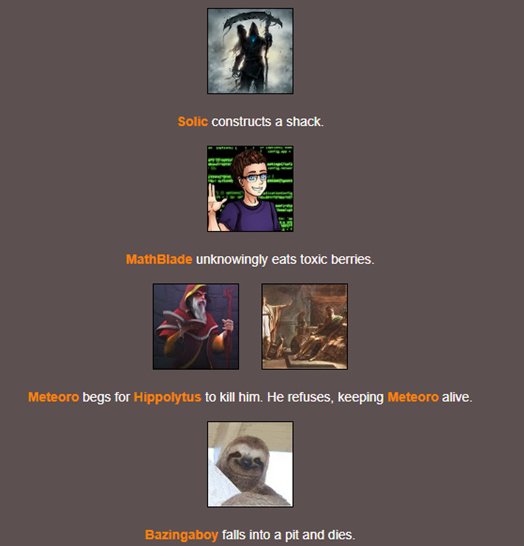 Solic constructs a shack.
MathBlade unknowingly eats toxic berries.
Meteoro begs for Hippolytus to kill him. He refuses, keeping Meteoro alive.
Bazingaboy falls into a pit and dies.